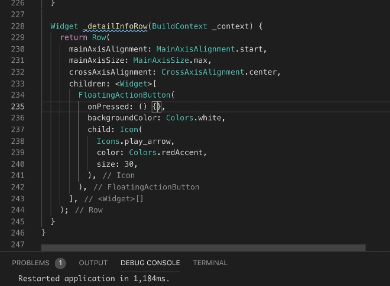 226 }
227
228 Widget _detailInfoRow(BuildContext _context) {
229 return Row(
230 mainAxisAlignment: MainAxisAlignment.start,
231 mainAxisSize: MainAxisSize.max,
232 crossAxisAlignment: CrossAxisAlignment.center,
233 children: <Widget>[
234 FloatingActionButton(
235 onPressed: () {},
236 backgroundColor: Colors.white,
237 child: Icon(
238 Icons.play_arrow,
239 color: Colors.redAccent,
240 size: 30,
241 ), // Icon
242 ), // FloatingActionButton
243 ], // <Widget>[]
244 ); // Row
245 }
246 }
247
PROBLEMS 1 OUTPUT DEBUG CONSOLE TERMINAL
Restarted application in 1,184ms.